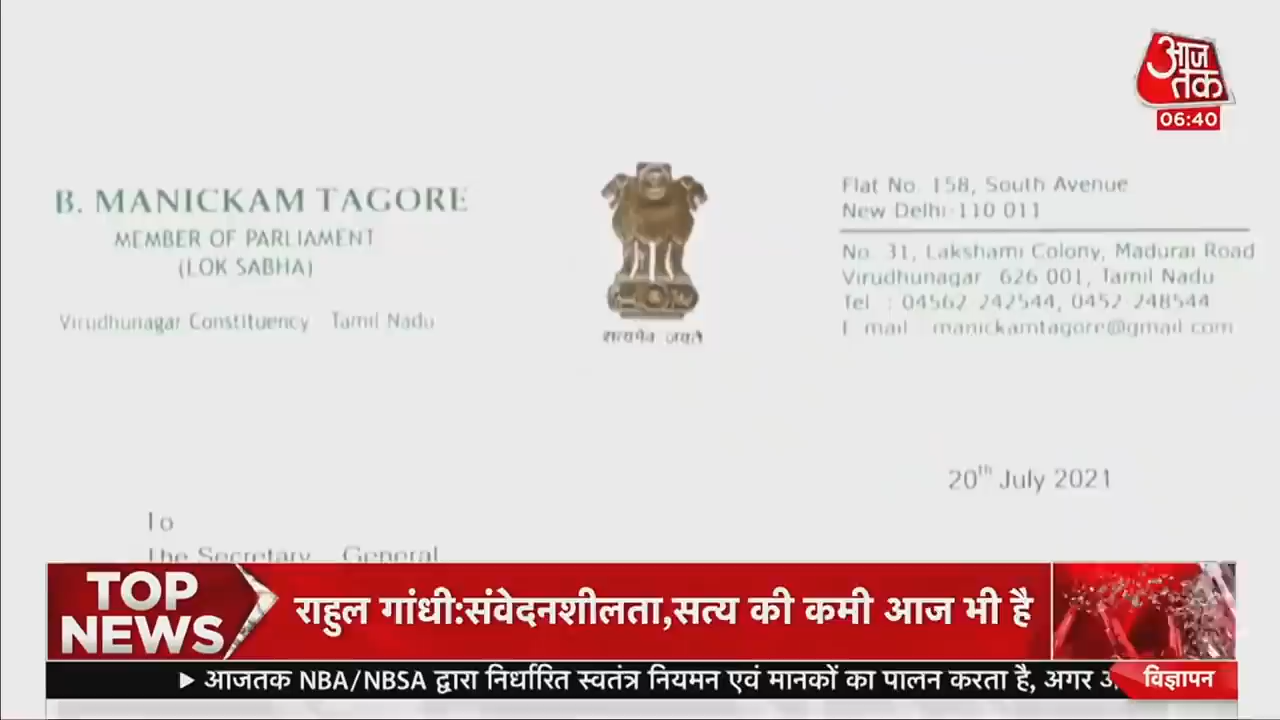 आज
तक
06:40
B. MANICKAM TAGORE
MEMBER OF PARLIAMENT
(LOK SABHA)
Virudhunagar Constituency Tamil Nadu
सत्यमेव जयते
Flat No. 158, South Avenue
New Delhi-110 011
No. 31, Lakshami Colony, Madurai Road
Virudhunagar 626 001, Tamil Nadu
Tel : 04562 242544, 0452 248544
E mail manickamtagore@gmail.com
20th July 2021
To
The Secretary General
TOP
NEWS
राहुल गांधी:संवेदनशीलता,सत्य की कमी आज भी है
▶ आजतक NBA/NBSA द्वारा निर्धारित स्वतंत्र नियमन एवं मानकों का पालन करता है, अगर
विज्ञापन